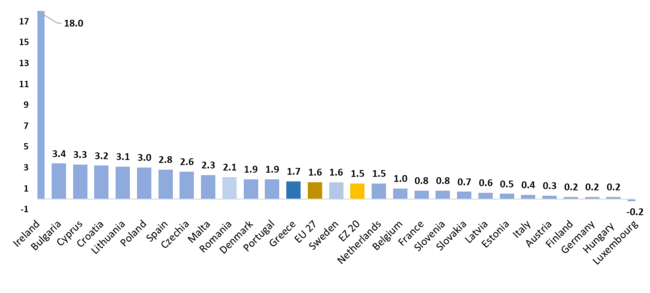 17
18.0
15
13
11
9
7
5
3
1
-1
3.4
3.3
3.2
3.1
3.0
2.8
2.6
2.3
2.1
1.9
1.9
1.7
1.6
1.6
1.5
1.5
1.0
0.8
0.8
0.7
0.6
0.5
0.4
0.3
0.2
0.2
0.2
-0.2
Ireland
Bulgaria
Cyprus
Croatia
Lithuania
Poland
Spain
Czechia
Malta
Romania
Denmark
Portugal
Greece
EU 27
Sweden
EZ 20
Netherlands
Belgium
France
Slovenia
Slovakia
Latvia
Estonia
Italy
Austria
Finland
Germany
Hungary
Luxembourg